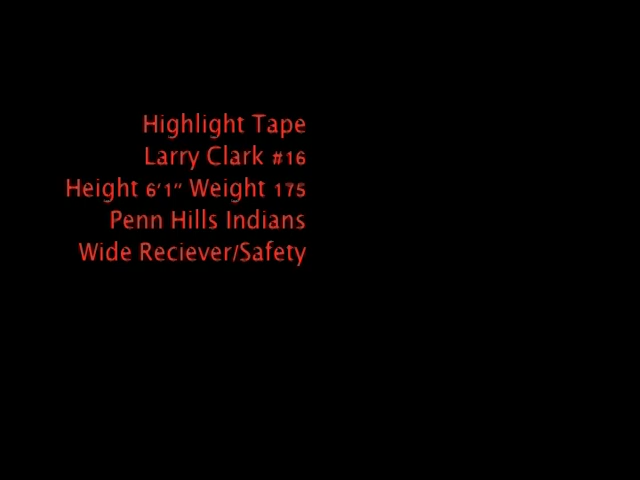 Highlight Tape
Larry Clark #16
Height 6'1" Weight 175
Penn Hills Indians
Wide Reciever/Safety